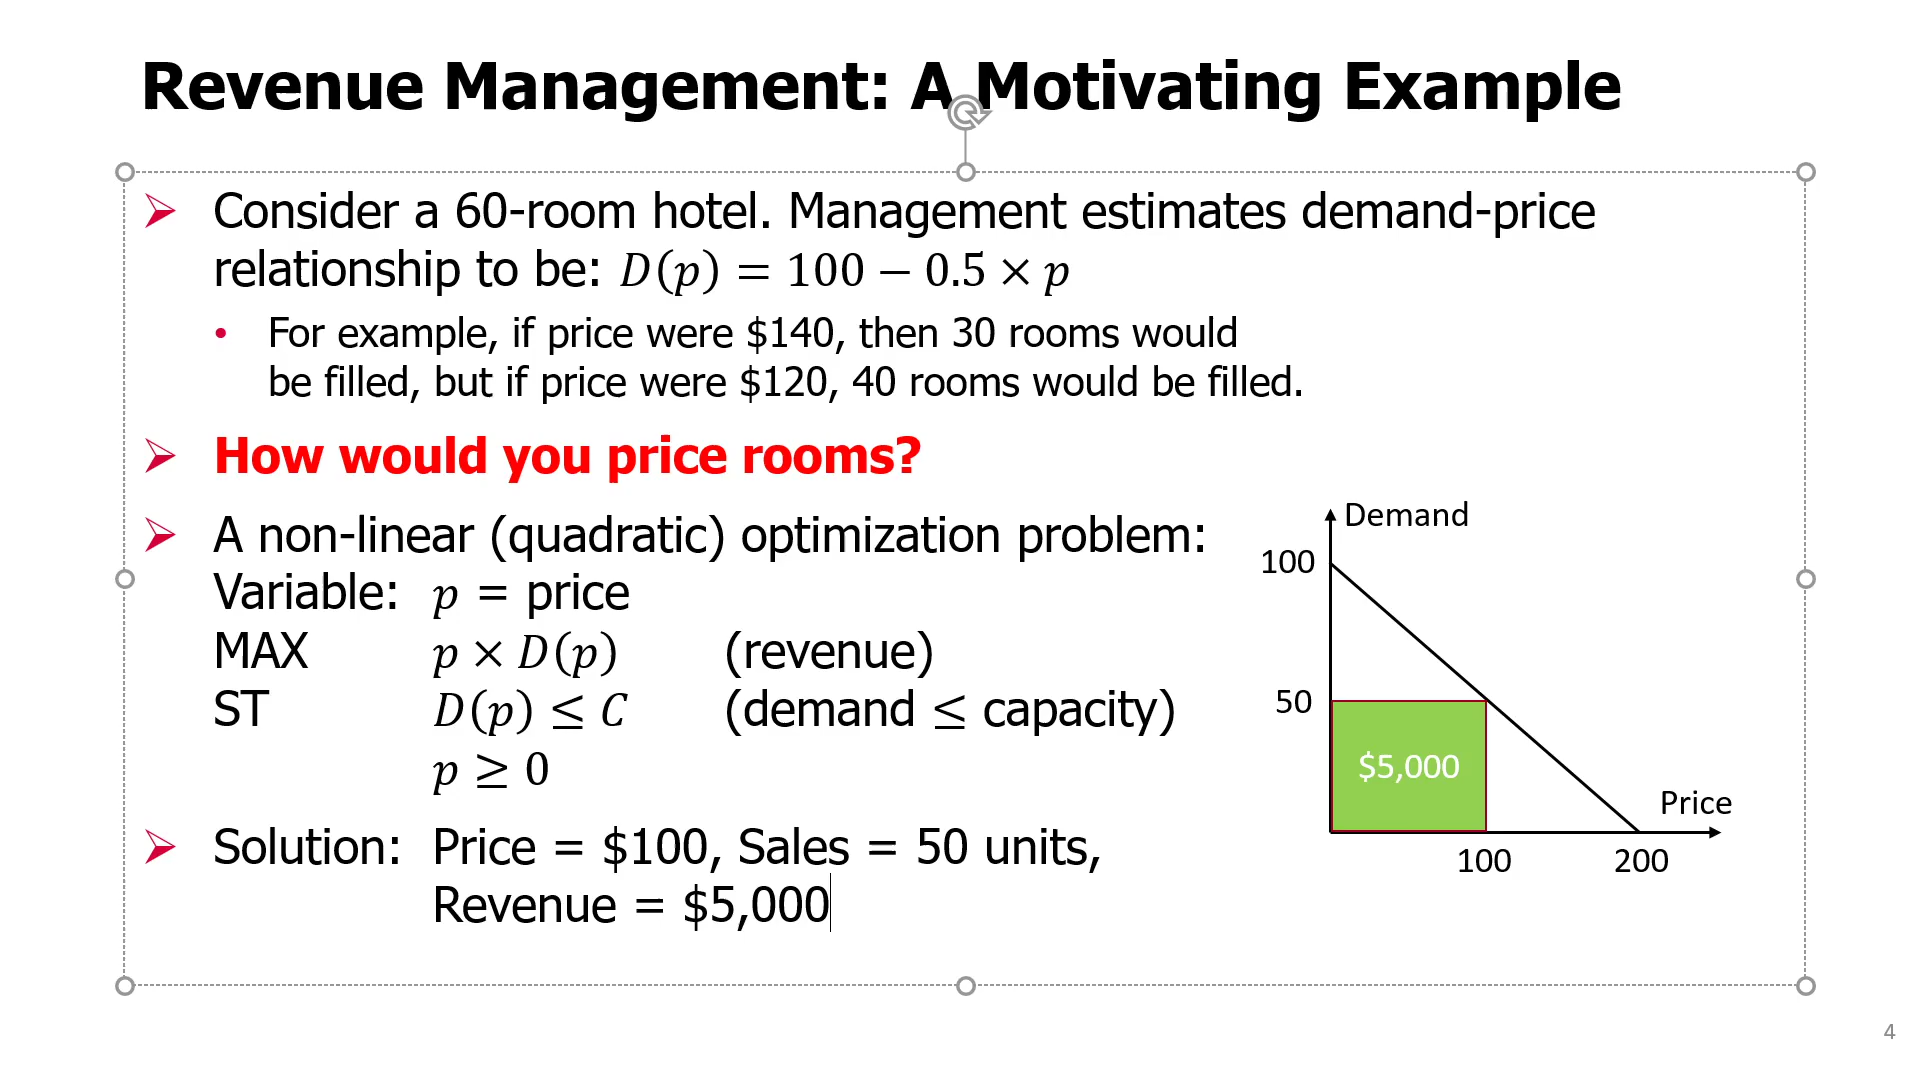 Revenue Management: A Motivating Example
Consider a 60-room hotel. Management estimates demand-price
relationship to be: D(p) = 100 − 0.5 × p
For example, if price were $140, then 30 rooms would
be filled, but if price were $120, 40 rooms would be filled.
How would you price rooms?
A non-linear (quadratic) optimization problem:
Variable: p = price
MAX p × D(p) (revenue)
ST D(p) ≤ C (demand ≤ capacity)
p ≥ 0
Solution: Price = $100, Sales = 50 units,
Revenue = $5,000
Demand
100
50
$5,000
Price
100 200
4